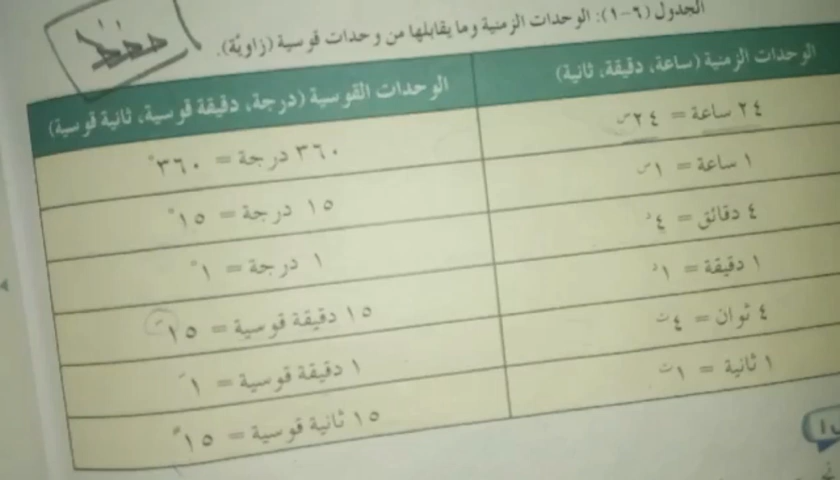 حفظ
الجدول (٦-١): الوحدات الزمنية وما يقابلها من وحدات قوسية (زاويّة).
الوحدات الزمنية (ساعة، دقيقة، ثانية) الوحدات القوسية (درجة، دقيقة قوسية، ثانية قوسية)
٢٤ ساعة = ٢٤س ٣٦٠ درجة = ٣٦٠°
١ ساعة = ١س ١٥ درجة = ١٥°
٤ دقائق = ٤د ١ درجة = ١°
١ دقيقة = ١د ١٥ دقيقة قوسية = ١٥َ
٤ ثوان = ٤ث ١ دقيقة قوسية = ١َ
١ ثانية = ١ث ١٥ ثانية قوسية = ١٥ً